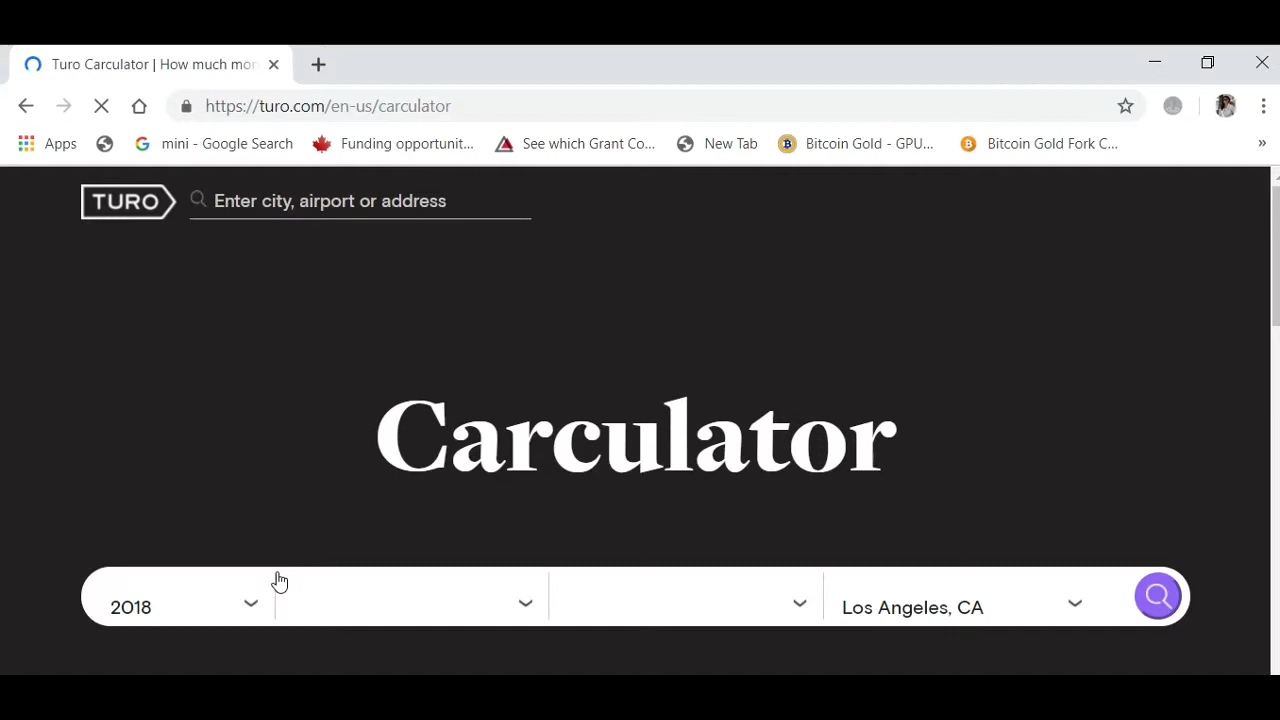 Turo Carculator | How much mor
https://turo.com/en-us/carculator
Apps
mini - Google Search
Funding opportunit...
See which Grant Co...
New Tab
Bitcoin Gold - GPU...
Bitcoin Gold Fork C...
»
TURO
Enter city, airport or address
Carculator
2018
Los Angeles, CA